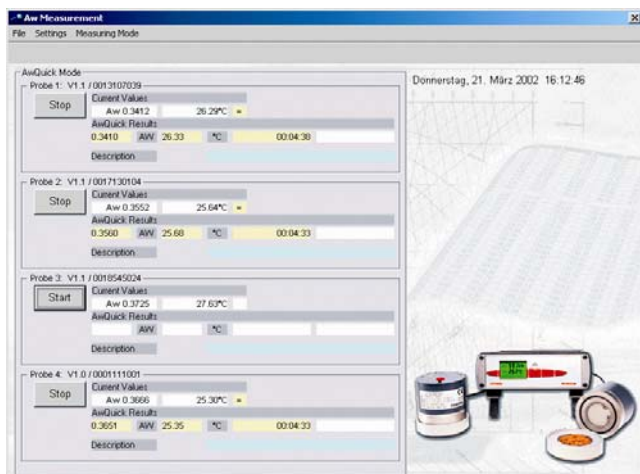 Aw Measurement
File Settings Measuring Mode
AwQuick Mode
Donnerstag, 21. März 2002 16:12:46
Probe 1: V1.1 / 0013107039
Stop
Current Values
Aw 0.3412 26.29°C =
AwQuick Results
0.3410 AW 26.33 °C 00:04:38
Description
Probe 2: V1.1 / 0017130104
Stop
Current Values
Aw 0.3552 25.64°C =
AwQuick Results
0.3560 AW 25.68 °C 00:04:33
Description
Probe 3: V1.1 / 0018545024
Start
Current Values
Aw 0.3725 27.63°C
AwQuick Results
AW °C
Description
Probe 4: V1.0 / 0001111001
Stop
Current Values
Aw 0.3666 25.30°C =
AwQuick Results
0.3651 AW 25.35 °C 00:04:33
Description